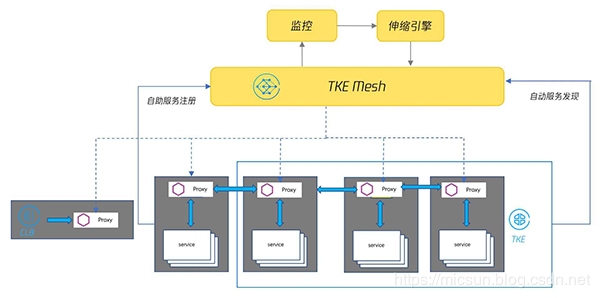 监控
伸缩引擎
TKE Mesh
自助服务注册
自动服务发现
Proxy
Proxy
Proxy
Proxy
Proxy
CLB
TKE
service
service
service
service
https://micsun.blog.csdn.net